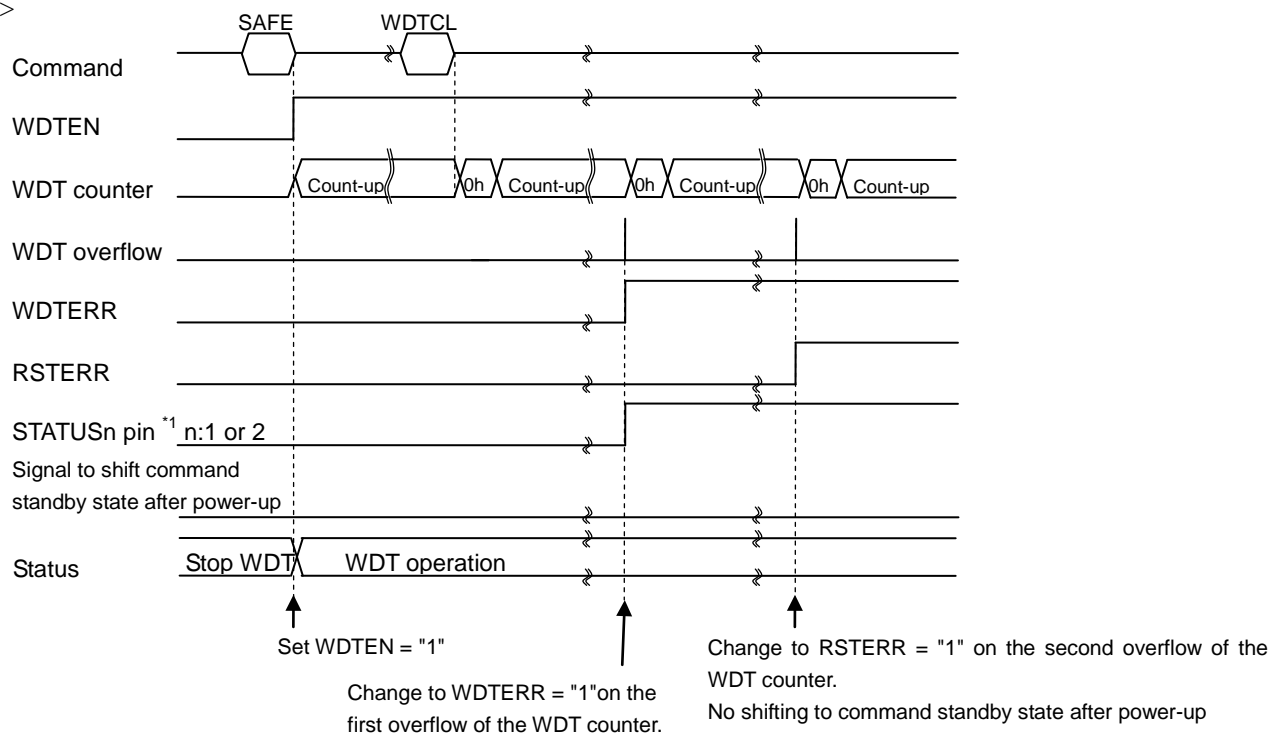 >
SAFE WDTCL
Command
WDTEN
WDT counter Count-up 0h Count-up 0h Count-up 0h Count-up
WDT overflow
WDTERR
RSTERR
STATUSn pin *1 n:1 or 2
Signal to shift command
standby state after power-up
Status Stop WDT WDT operation
Set WDTEN = "1"
Change to WDTERR = "1"on the
first overflow of the WDT counter.
Change to RSTERR = "1" on the second overflow of the
WDT counter.
No shifting to command standby state after power-up